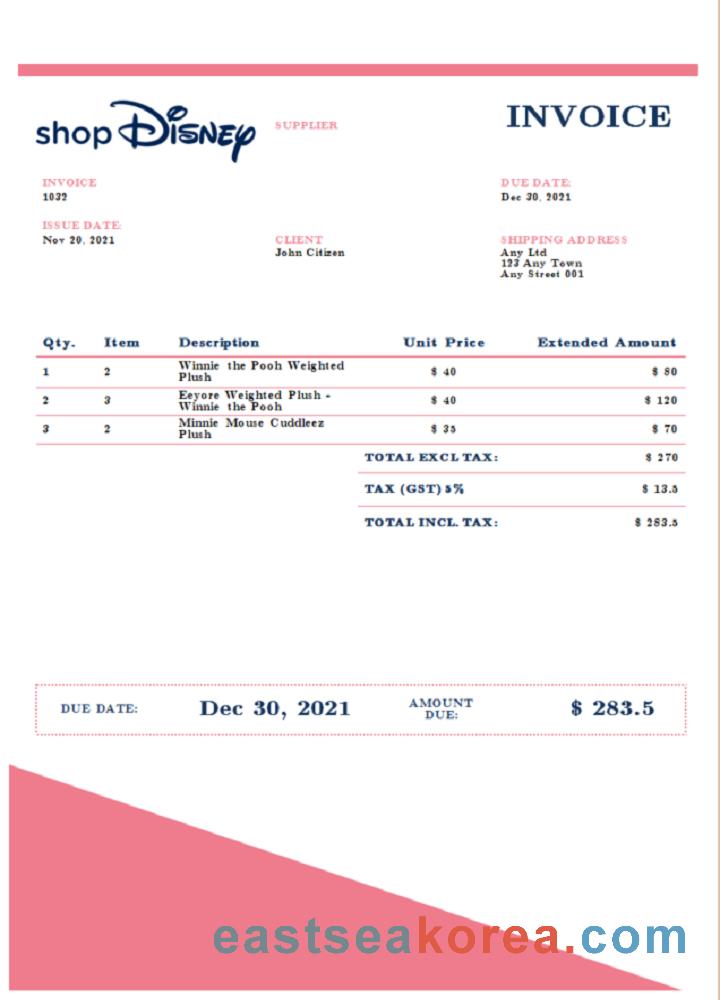 shop Disney
SUPPLIER
INVOICE
INVOICE
1032
DUE DATE:
Dec 30, 2021
ISSUE DATE:
Nov 20, 2021
CLIENT
John Citizen
SHIPPING ADDRESS
Any Ltd
123 Any Town
Any Street 001
Qty. Item Description Unit Price Extended Amount
1 2 Winnie the Pooh Weighted
Plush $ 40 $ 80
2 3 Eeyore Weighted Plush -
Winnie the Pooh $ 40 $ 120
3 2 Minnie Mouse Cuddleez
Plush $ 35 $ 70
TOTAL EXCL TAX: $ 270
TAX (GST) 5% $ 13.5
TOTAL INCL. TAX: $ 283.5
DUE DATE: Dec 30, 2021 AMOUNT
DUE: $ 283.5
eastseakorea.com